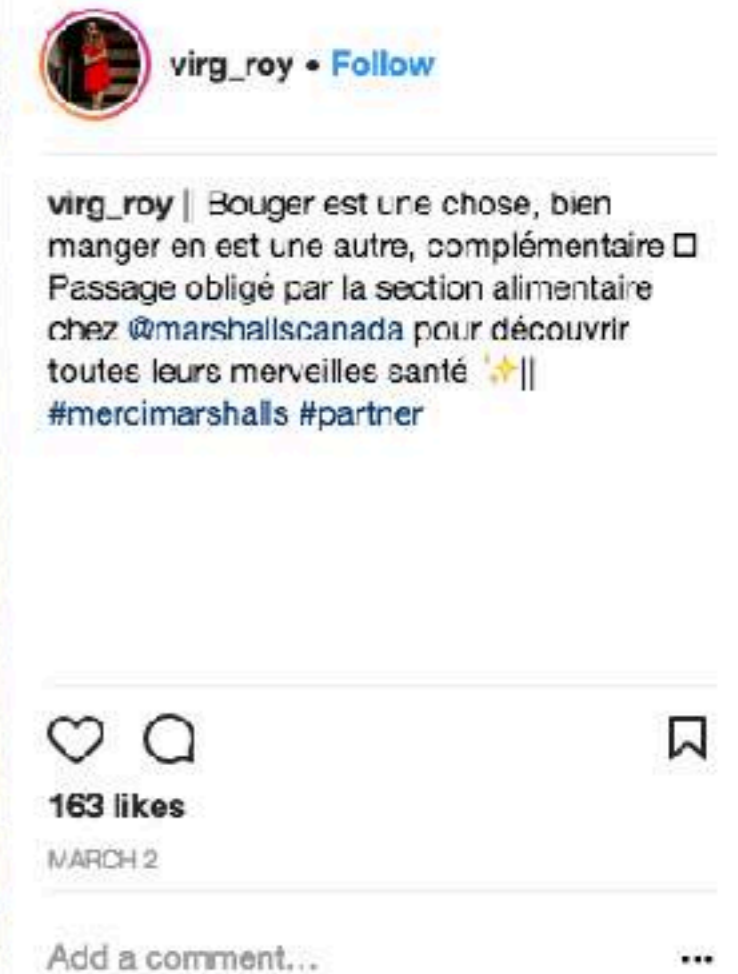 virg_roy • Follow
virg_roy || Bouger est une chose, bien
manger en est une autre, complémentaire □
Passage obligé par la section alimentaire
chez @marshallscanada pour découvrir
toutes leurs merveilles santé ✨||
#mercimarshalls #partner
163 likes
MARCH 2
Add a comment...